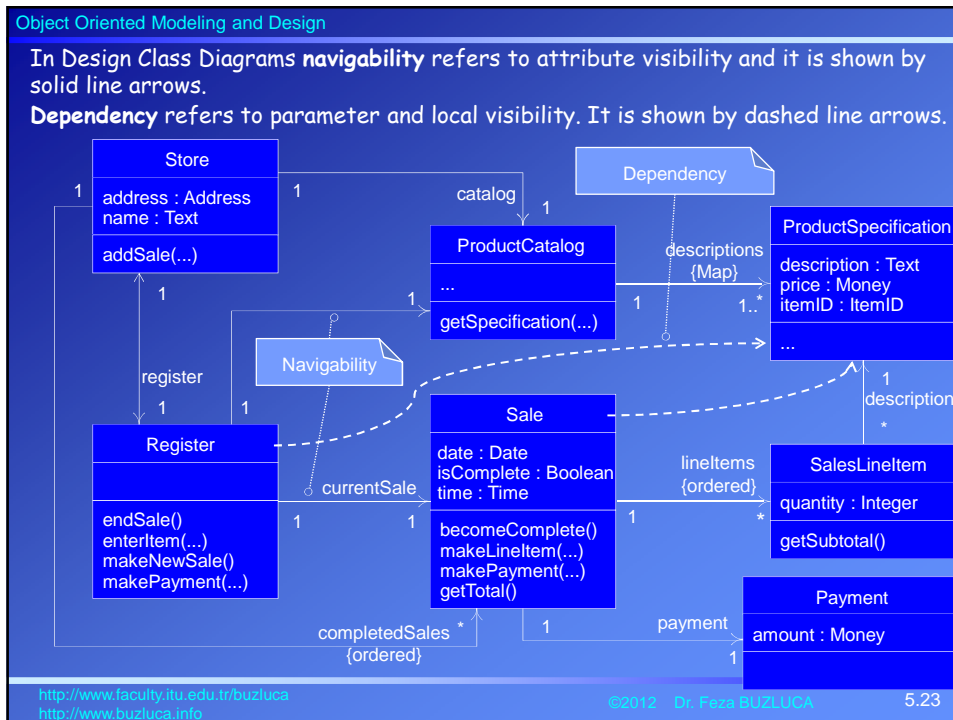 Object Oriented Modeling and Design
In Design Class Diagrams navigability refers to attribute visibility and it is shown by
solid line arrows.
Dependency refers to parameter and local visibility. It is shown by dashed line arrows.
Store
address : Address
name : Text
addSale(...)
1
1
1
catalog
1
Dependency
ProductCatalog
...
getSpecification(...)
descriptions
{Map}
1
1..*
ProductSpecification
description : Text
price : Money
itemID : ItemID
...
1
Navigability
register
1
1
1
description
*
Register
endSale()
enterItem(...)
makeNewSale()
makePayment(...)
currentSale
1
1
Sale
date : Date
isComplete : Boolean
time : Time
becomeComplete()
makeLineItem(...)
makePayment(...)
getTotal()
lineItems
{ordered}
1
*
SalesLineItem
quantity : Integer
getSubtotal()
completedSales
{ordered}
*
1
payment
1
Payment
amount : Money
http://www.faculty.itu.edu.tr/buzluca
http://www.buzluca.info
©2012 Dr. Feza BUZLUCA
5.23